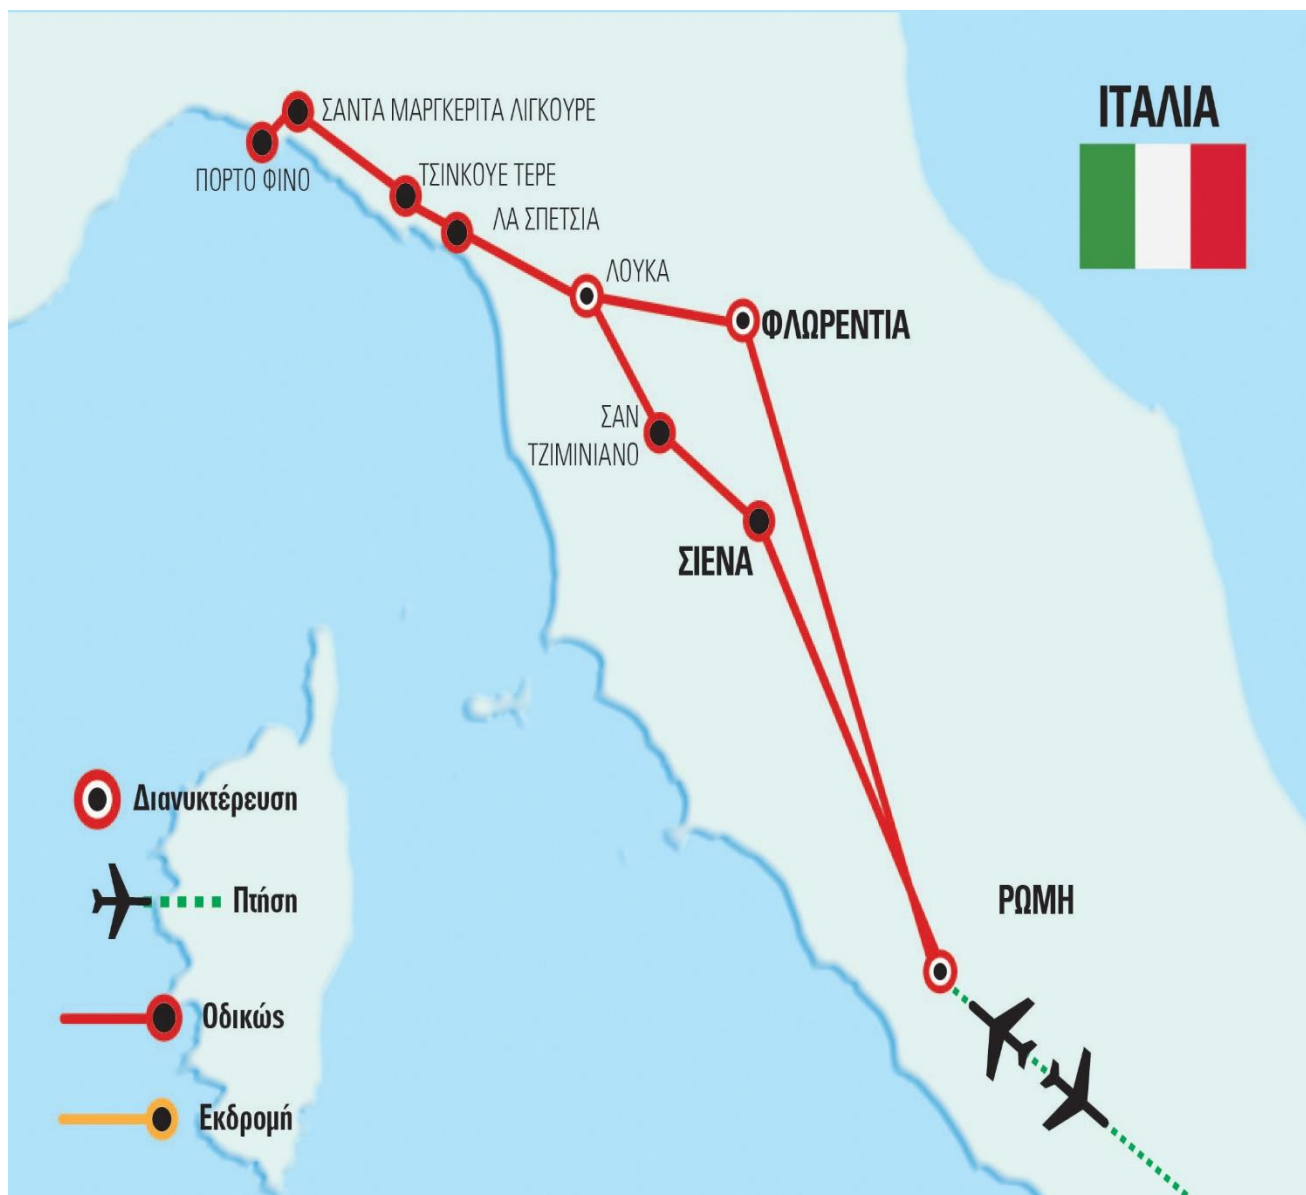 ΙΤΑΛΙΑ
ΣΑΝΤΑ ΜΑΡΓΚΕΡΙΤΑ ΛΙΓΚΟΥΡΕ
ΠΟΡΤΟ ΦΙΝΟ
ΤΣΙΝΚΟΥΕ ΤΕΡΕ
ΛΑ ΣΠΕΤΣΙΑ
ΛΟΥΚΑ
ΦΛΩΡΕΝΤΙΑ
ΣΑΝ
ΤΖΙΜΙΝΙΑΝΟ
ΣΙΕΝΑ
ΡΩΜΗ
Διανυκτέρευση
Πτήση
Οδικώς
Εκδρομή